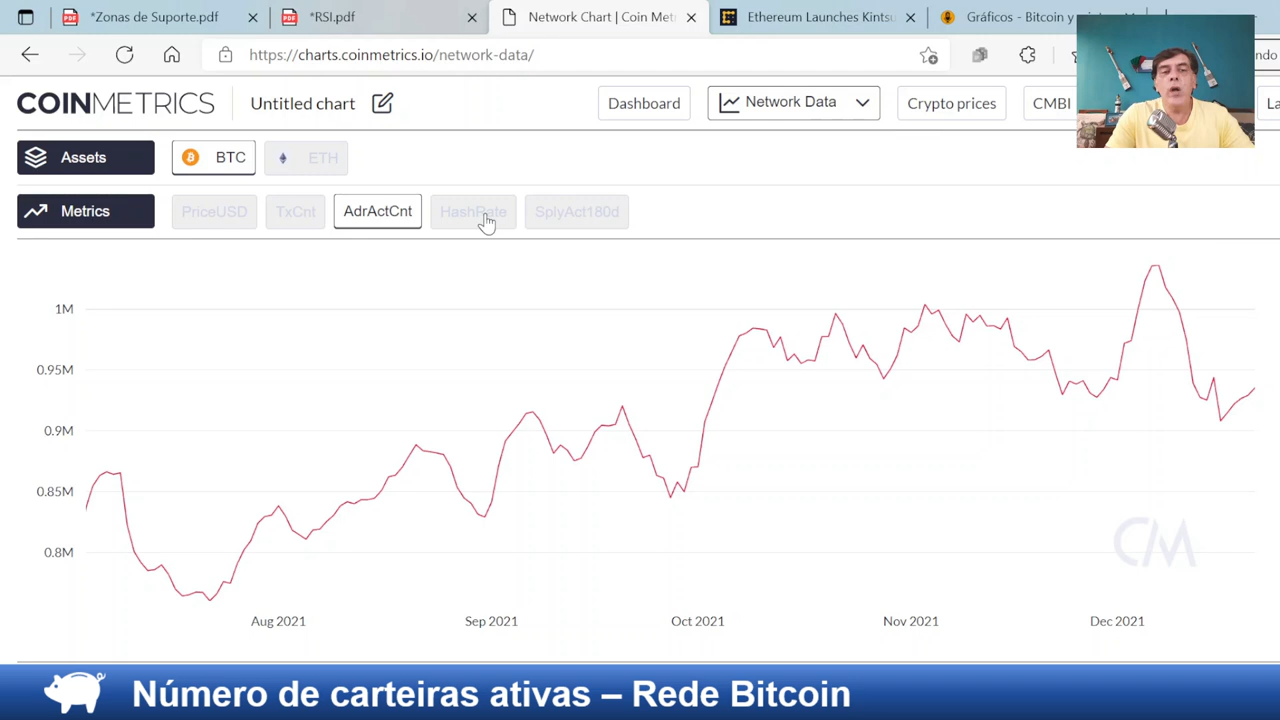 *Zonas de Suporte.pdf
*RSI.pdf
Network Chart | Coin Met
Ethereum Launches Kintsu
Gráficos - Bitcoin y
https://charts.coinmetrics.io/network-data/
ndo
COINMETRICS
Untitled chart
Dashboard
Network Data
Crypto prices
CMBI
La
Assets
BTC
ETH
Metrics
PriceUSD
TxCnt
AdrActCnt
HashRate
SplyAct180d
1M
0.95M
0.9M
0.85M
0.8M
CM
Aug 2021
Sep 2021
Oct 2021
Nov 2021
Dec 2021
Número de carteiras ativas – Rede Bitcoin